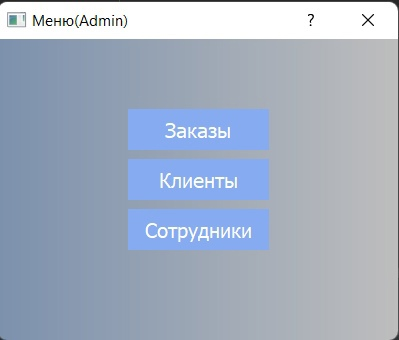 Меню(Admin) ?
Заказы
Клиенты
Сотрудники